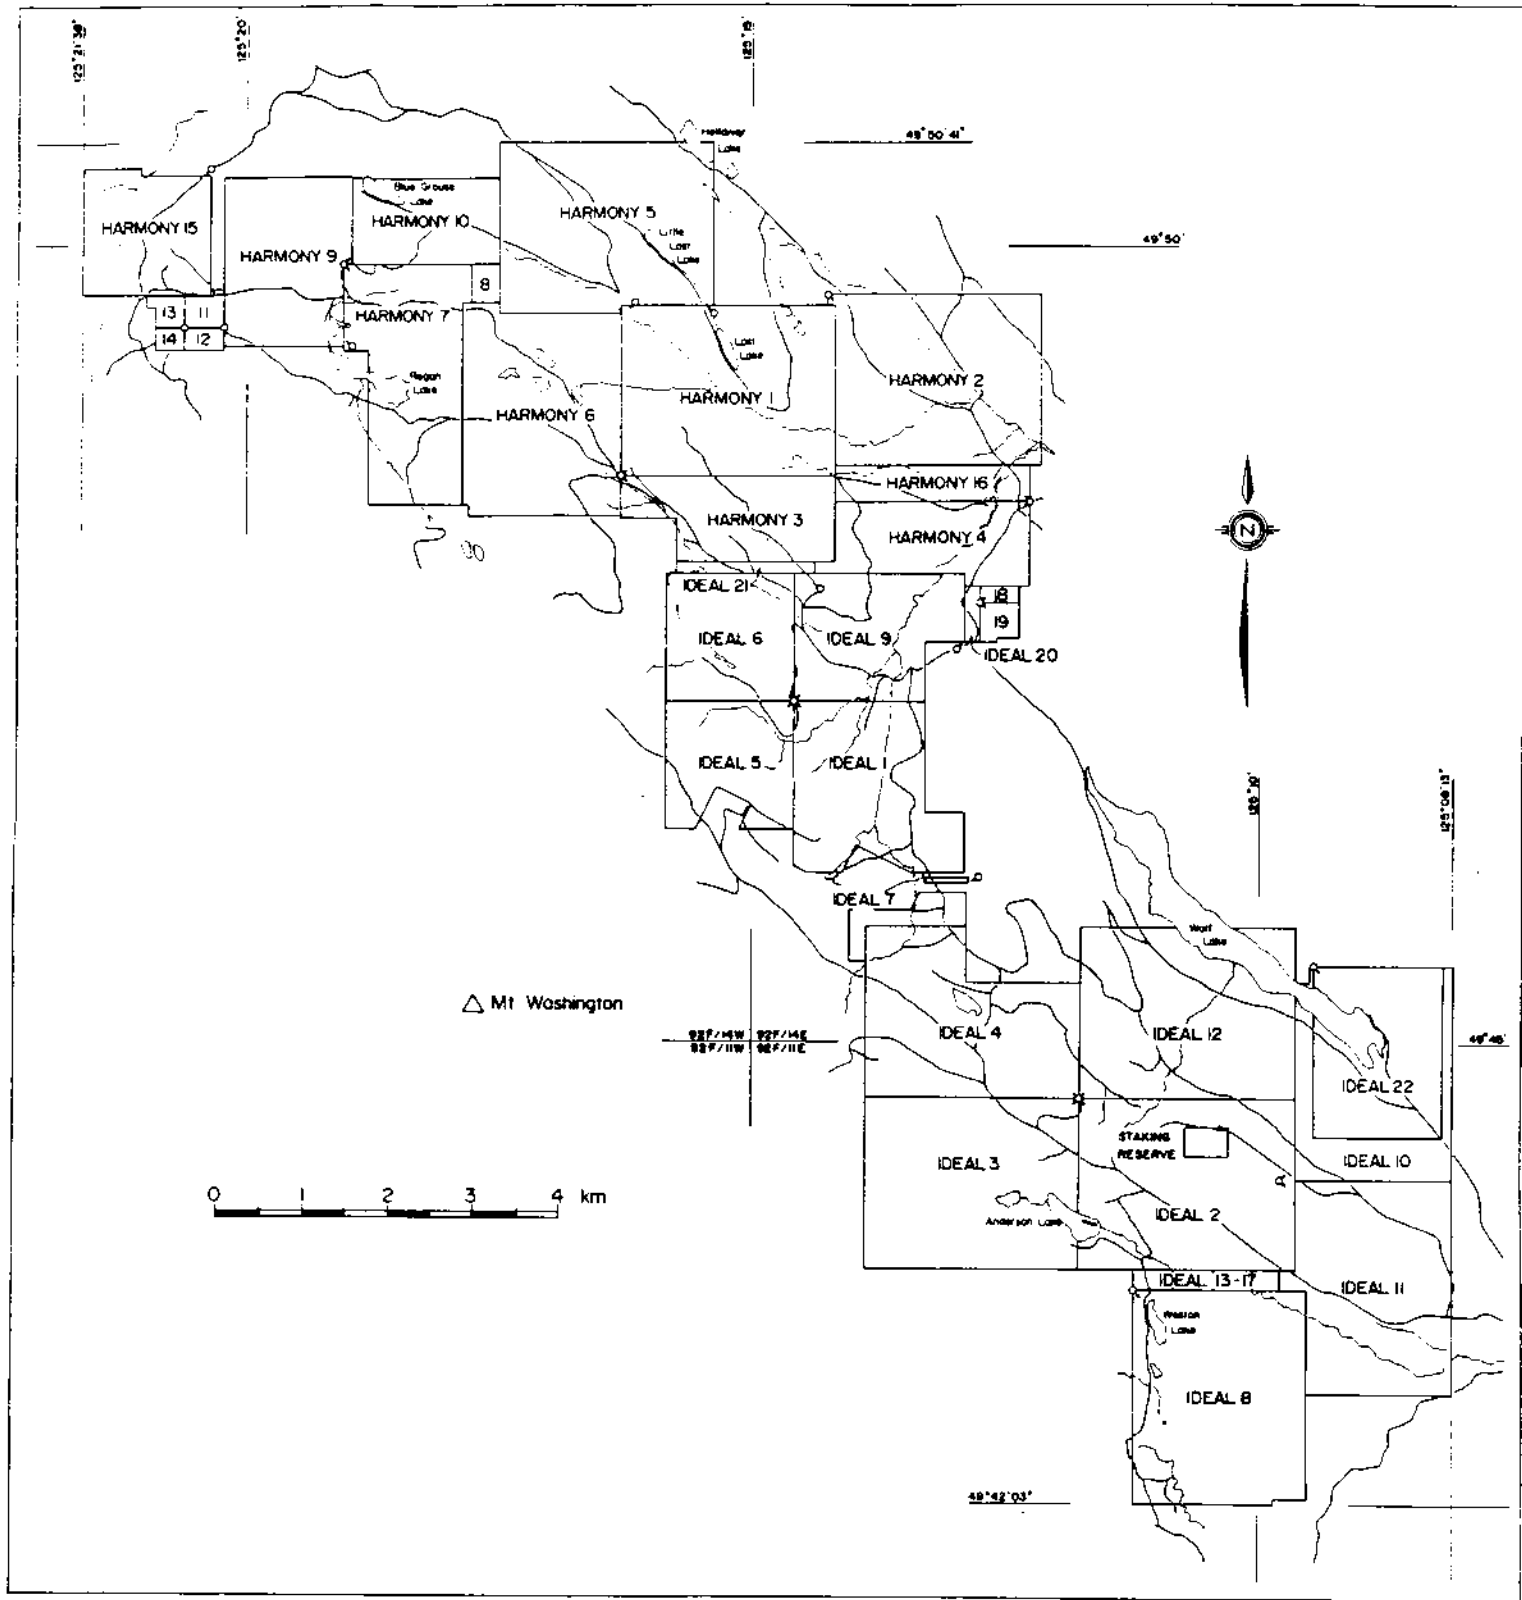 125°21'38"
125°20'
125°15'
Helldiver
Lake
49°50'41"
Blue Grouse
Lake
HARMONY 15
HARMONY 10
HARMONY 5
Little
Lost
Lake
49°50'
HARMONY 9
8
13
11
HARMONY 7
14
12
Lost
Lake
Regan
Lake
HARMONY 2
HARMONY 1
HARMONY 6
HARMONY 16
HARMONY 3
HARMONY 4
N
IDEAL 21
18
19
IDEAL 6
IDEAL 9
IDEAL 20
IDEAL 5
IDEAL 1
125°10'
125°08'13"
IDEAL 7
Wolf
Lake
Mt Washington
92F/14W
92F/14E
92F/11W
92F/11E
IDEAL 4
IDEAL 12
49°45'
IDEAL 22
STAKING
RESERVE
IDEAL 3
IDEAL 10
0 1 2 3 4 km
Anderson Lake
IDEAL 2
IDEAL 13-17
IDEAL 11
Weston
Lake
IDEAL 8
49°42'03"